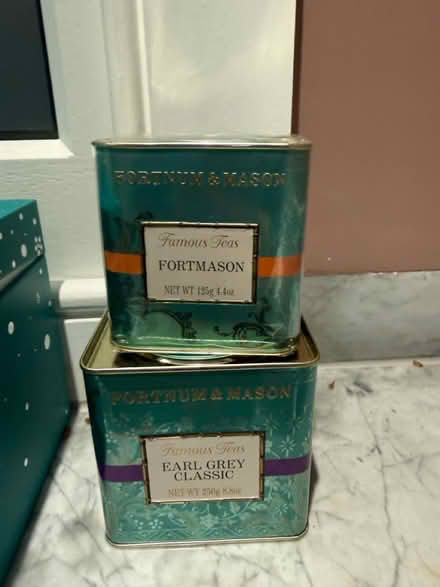 FORTNUM & MASON
Famous Teas
FORTMASON
NET WT 125g 4.4oz
FORTNUM & MASON
Famous Teas
EARL GREY
CLASSIC
NET WT 250g 8.8oz